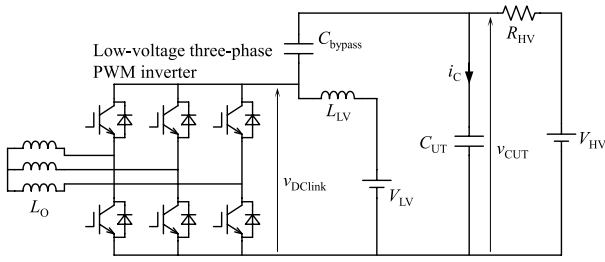 Low-voltage three-phase
PWM inverter
C_bypass
R_HV
i_C
L_LV
C_UT
v_CUT
V_HV
v_DClink
V_LV
L_O